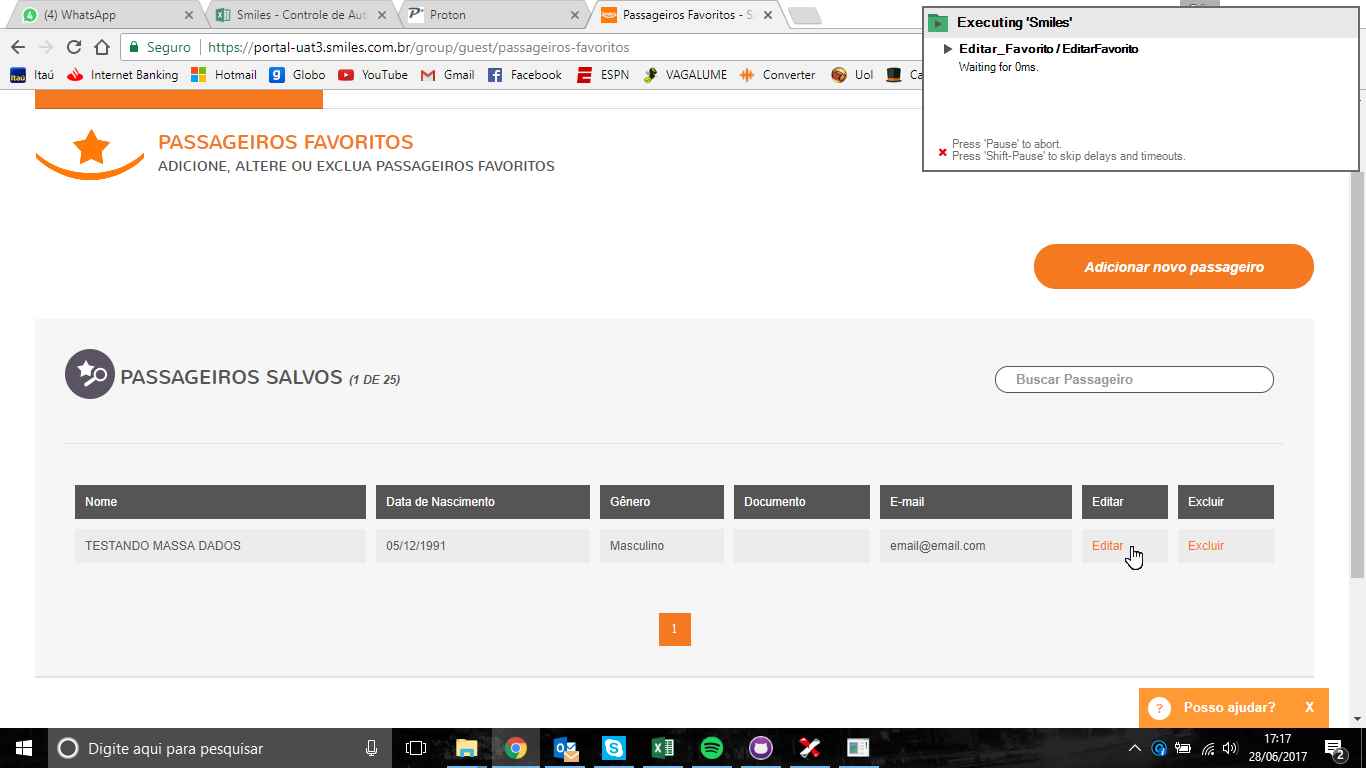 (4) WhatsApp
Smiles - Controle de Aut
Proton
Passageiros Favoritos - S
Executing 'Smiles'
Editar_Favorito / EditarFavorito
Waiting for 0ms.
Press 'Pause' to abort.
Press 'Shift-Pause' to skip delays and timeouts.
Seguro
https://portal-uat3.smiles.com.br/group/guest/passageiros-favoritos
Itaú
Internet Banking
Hotmail
Globo
YouTube
Gmail
Facebook
ESPN
VAGALUME
Converter
Uol
Ca
PASSAGEIROS FAVORITOS
ADICIONE, ALTERE OU EXCLUA PASSAGEIROS FAVORITOS
Adicionar novo passageiro
PASSAGEIROS SALVOS (1 DE 25)
Buscar Passageiro
Nome Data de Nascimento Gênero Documento E-mail Editar Excluir
TESTANDO MASSA DADOS 05/12/1991 Masculino email@email.com Editar Excluir
1
? Posso ajudar? X
Digite aqui para pesquisar
17:17
28/06/2017
2